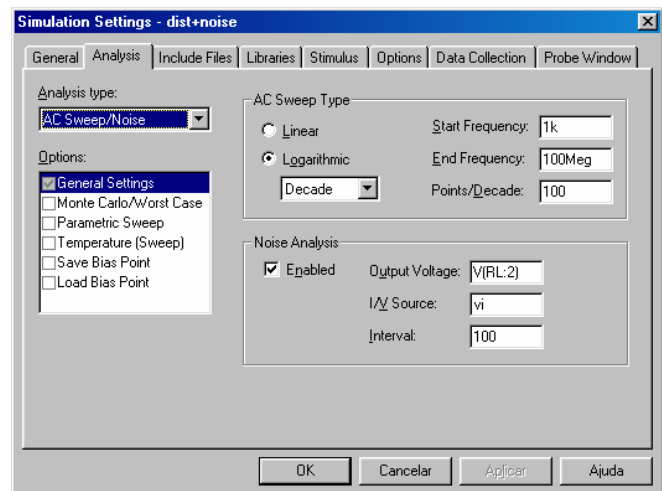 Simulation Settings - dist+noise
General Analysis Include Files Libraries Stimulus Options Data Collection Probe Window
Analysis type:
AC Sweep/Noise
Options:
General Settings
Monte Carlo/Worst Case
Parametric Sweep
Temperature (Sweep)
Save Bias Point
Load Bias Point
AC Sweep Type
Linear
Logarithmic
Decade
Start Frequency: 1k
End Frequency: 100Meg
Points/Decade: 100
Noise Analysis
Enabled
Output Voltage: V(RL:2)
I/V Source: vi
Interval: 100
OK Cancelar Aplicar Ajuda